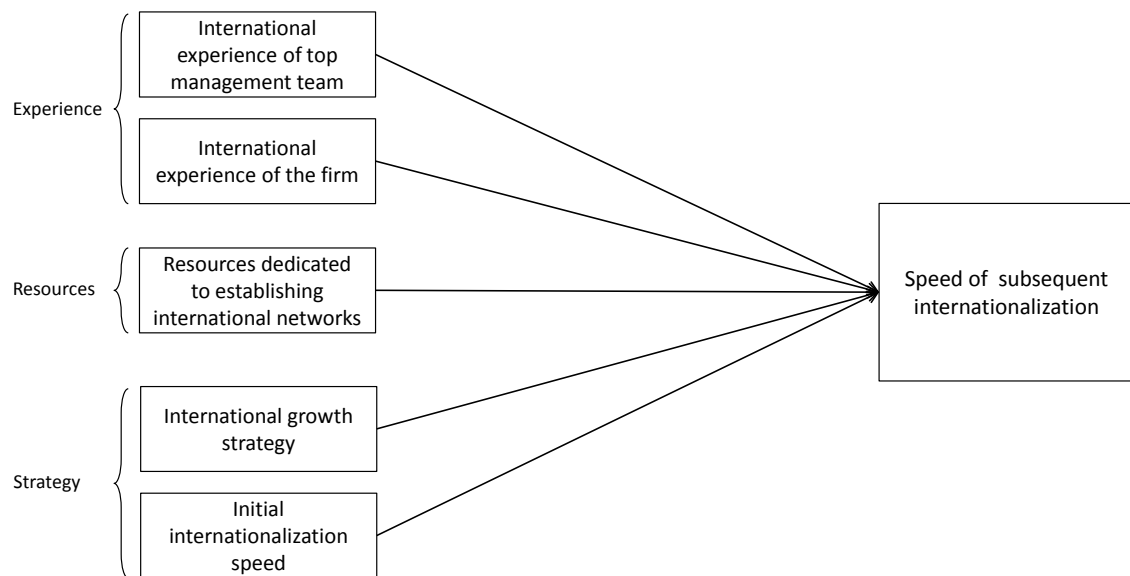 International
experience of top
management team
Experience
International
experience of the firm
Resources dedicated
to establishing
international networks
Resources
Speed of subsequent
internationalization
International growth
strategy
Strategy
Initial
internationalization
speed